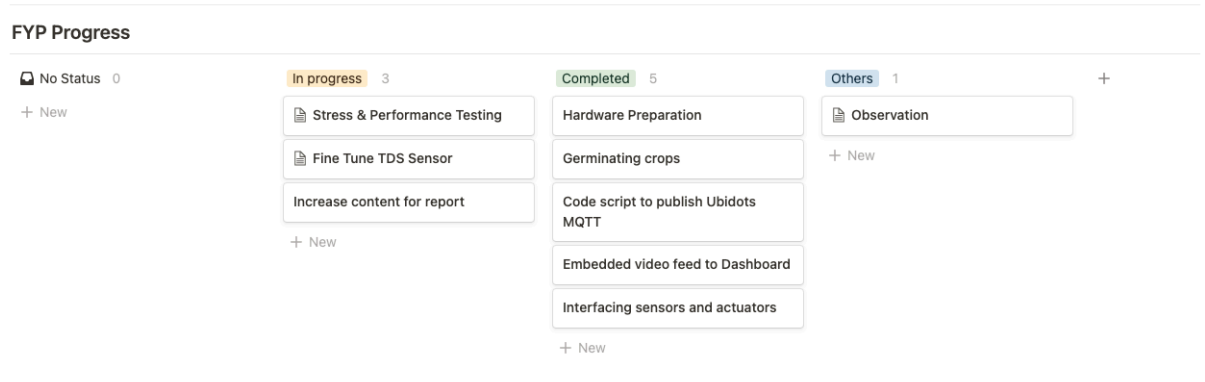 FYP Progress
No Status 0
+ New
In progress 3
Stress & Performance Testing
Fine Tune TDS Sensor
Increase content for report
+ New
Completed 5
Hardware Preparation
Germinating crops
Code script to publish Ubidots
MQTT
Embedded video feed to Dashboard
Interfacing sensors and actuators
+ New
Others 1
Observation
+ New
+